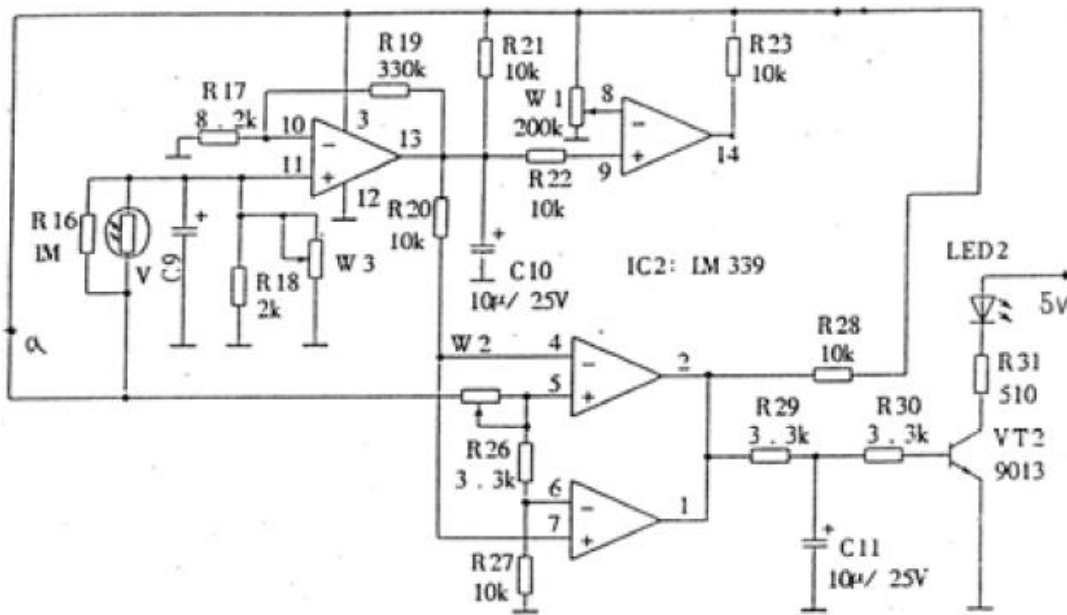 R19
330k
R21
10k
R23
10k
R17
8.2k
W1
200k
8
9
14
10
11
3
13
12
R22
10k
R16
1M
V
C9
R18
2k
W3
R20
10k
C10
10μ/ 25V
IC2: LM 339
LED2
5v
a
W2
4
5
2
R28
10k
R31
510
R26
3.3k
R29
3.3k
R30
3.3k
VT2
9013
6
7
1
R27
10k
C11
10μ/ 25V